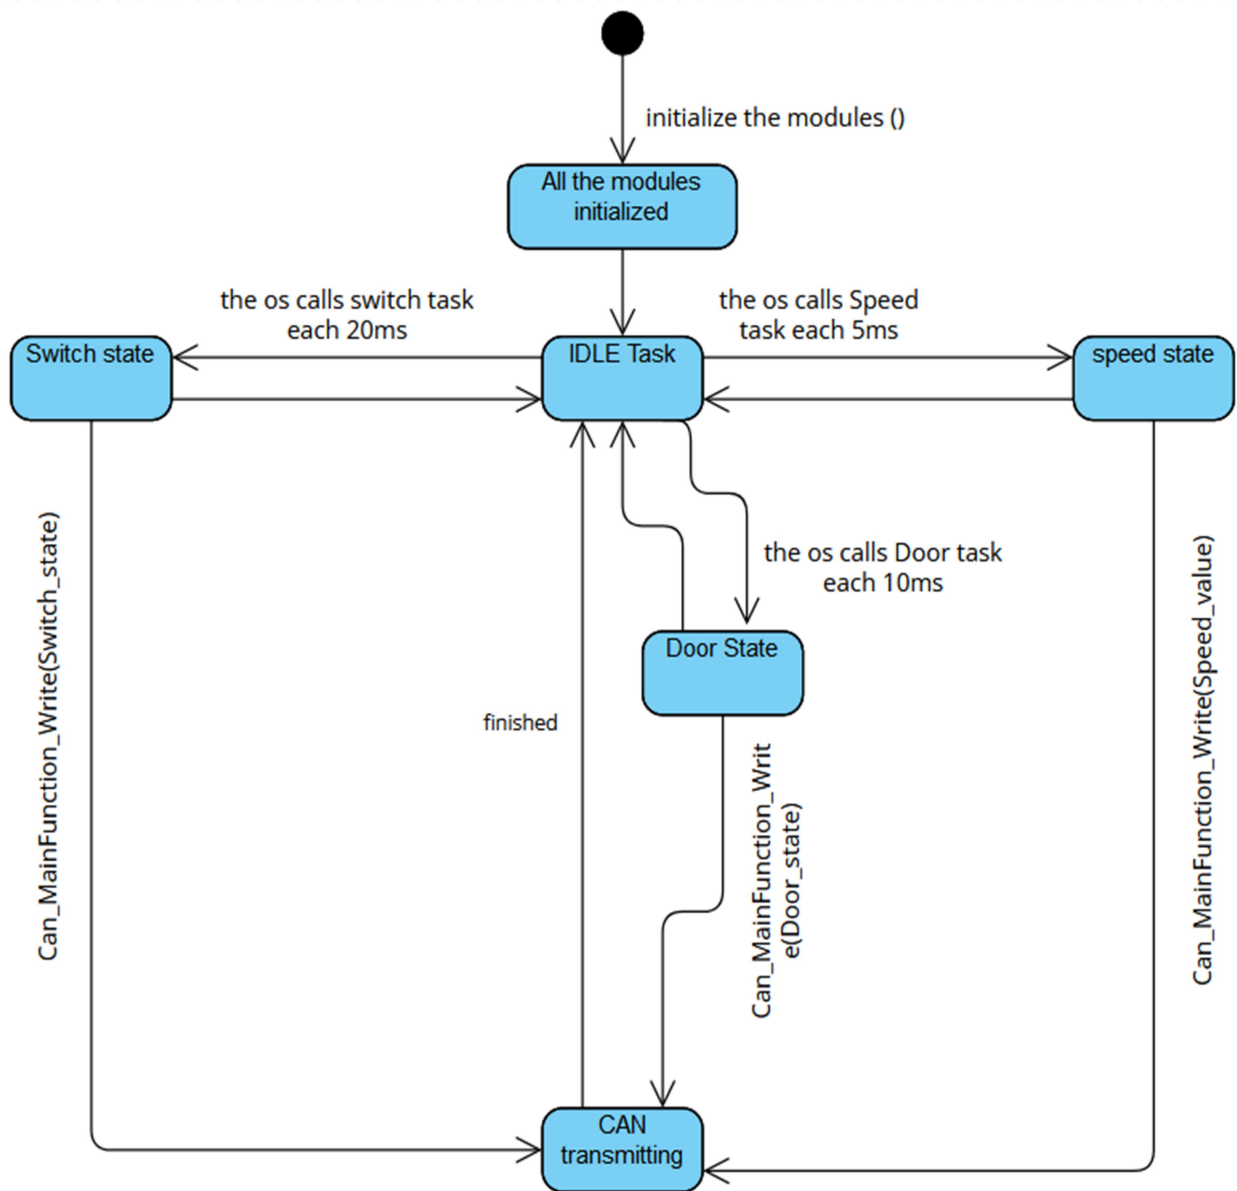 initialize the modules ()
All the modules
initialized
the os calls switch task
each 20ms
the os calls Speed
task each 5ms
Switch state
IDLE Task
speed state
the os calls Door task
each 10ms
Door State
Can_MainFunction_Write(Switch_state)
finished
Can_MainFunction_Writ
e(Door_state)
Can_MainFunction_Write(Speed_value)
CAN
transmitting